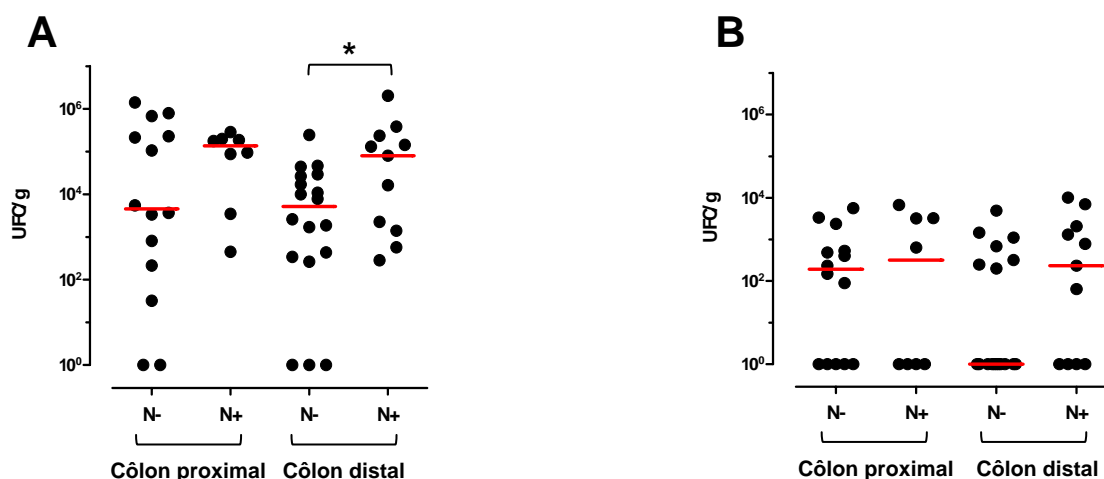 A
*
UFC/g
10⁶
10⁴
10²
10⁰
N- N+ N- N+
Côlon proximal Côlon distal
B
UFC/g
10⁶
10⁴
10²
10⁰
N- N+ N- N+
Côlon proximal Côlon distal